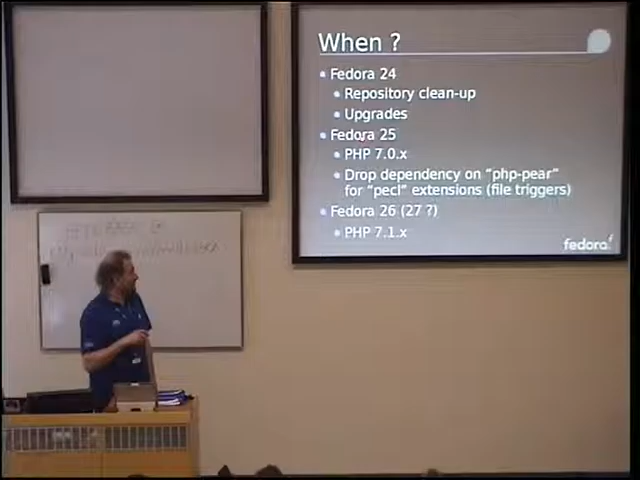 When ?
• Fedora 24
• Repository clean-up
• Upgrades
• Fedora 25
• PHP 7.0.x
• Drop dependency on "php-pear"
for "pecl" extensions (file triggers)
• Fedora 26 (27 ?)
• PHP 7.1.x
fedora